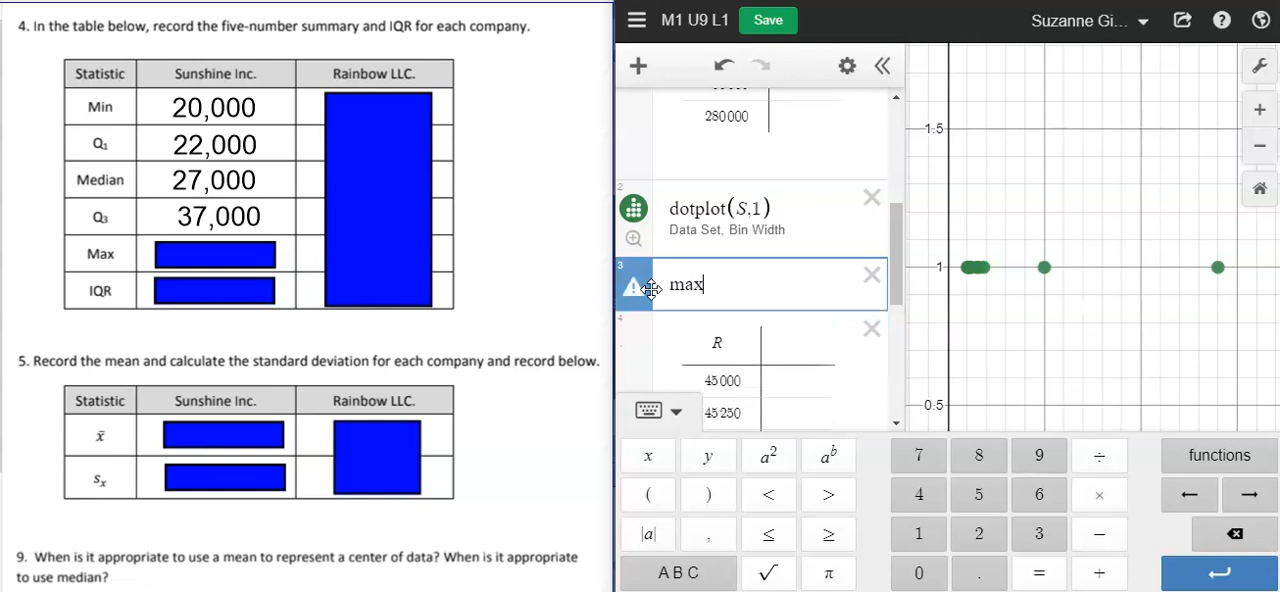 4. In the table below, record the five-number summary and IQR for each company.
Statistic Sunshine Inc. Rainbow LLC.
Min 20,000
Q₁ 22,000
Median 27,000
Q₃ 37,000
Max
IQR
5. Record the mean and calculate the standard deviation for each company and record below.
Statistic Sunshine Inc. Rainbow LLC.
x̄
sₓ
9. When is it appropriate to use a mean to represent a center of data? When is it appropriate
to use median?
M1 U9 L1 Save Suzanne Gi...
280000
2
dotplot(S,1)
Data Set, Bin Width
3
max
4
R
45000
45250
1.5
1
0.5
x y a² aᵇ 7 8 9 ÷ functions
( ) < > 4 5 6 × ← →
|a| , ≤ ≥ 1 2 3 −
A B C √ π 0 . = +